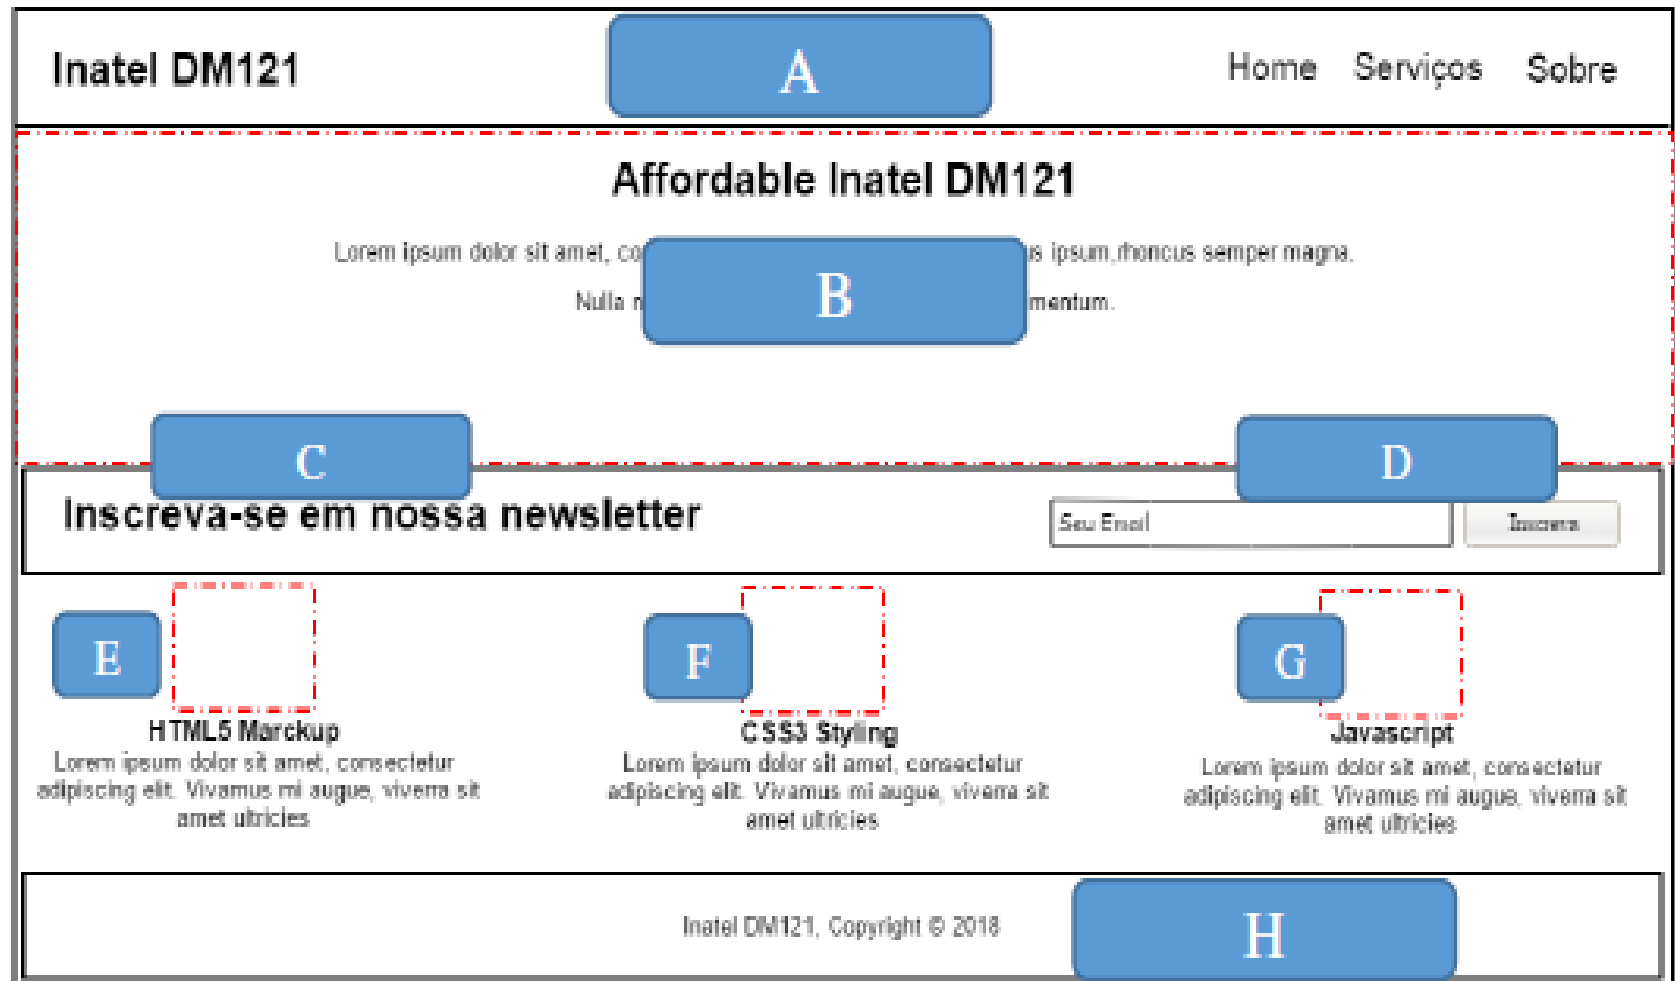 Inatel DM121
A
Home Serviços Sobre
Affordable Inatel DM121
Lorem ipsum dolor sit amet, co
B
s ipsum,rhoncus semper magna.
Nulla
mentum.
C
D
Inscreva-se em nossa newsletter
Seu Email
E
F
G
HTML5 Marckup
Lorem ipsum dolor sit amet, consectetur
adipiscing elit. Vivamus mi augue, viverra sit
amet ultricies
CSS3 Styling
Lorem ipsum dolor sit amet, consectetur
adipiscing elit. Vivamus mi augue, viverra sit
amet ultricies
Javascript
Lorem ipsum dolor sit amet, consectetur
adipiscing elit. Vivamus mi augue, viverra sit
amet ultricies
Inatel DM121, Copyright © 2018
H